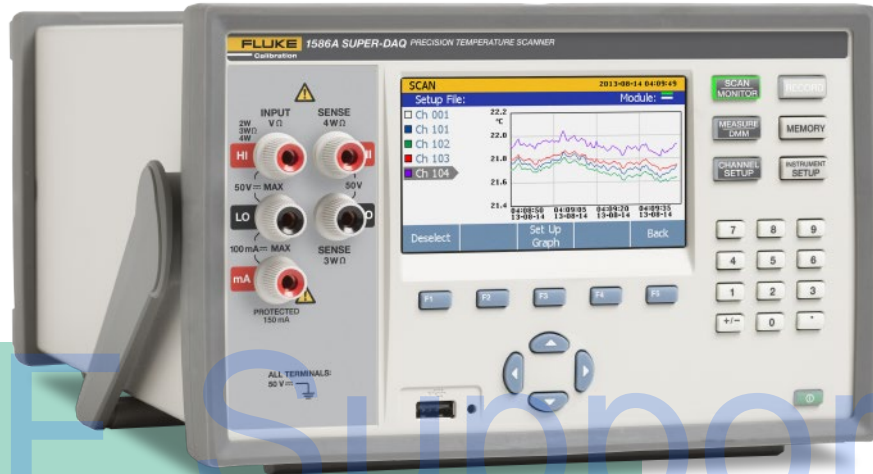 FLUKE 1586A SUPER-DAQ PRECISION TEMPERATURE SCANNER
Calibration
INPUT
V Ω
SENSE
4W Ω
2W
3WΩ
4W
HI
50V MAX
50V
LO
100 mA MAX
SENSE
3W Ω
mA
PROTECTED
150 mA
ALL TERMINALS:
50 V
SCAN 2013-08-14 04:09:49
Setup File: Module:
Ch 001
Ch 101
Ch 102
Ch 103
Ch 104
22.2
°C
22.0
21.8
21.6
21.4
04:08:50 04:09:05 04:09:20 04:09:35
13-08-14 13-08-14 13-08-14 13-08-14
Deselect Set Up Graph Back
F1 F2 F3 F4 F5
SCAN
MONITOR
RECORD
MEASURE
DMM
MEMORY
CHANNEL
SETUP
INSTRUMENT
SETUP
7 8 9
4 5 6
1 2 3
+/− 0 .
F Suppor